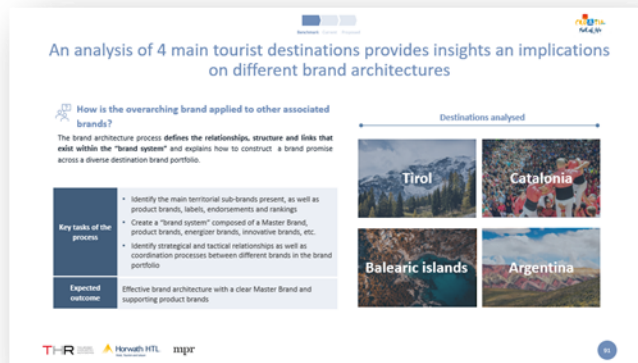 Benchmark
An analysis of 4 main tourist destinations provides insights an implications
on different brand architectures
How is the overarching brand applied to other associated
brands?
The brand architecture process defines the relationships, structure and links that
exist within the "brand system" and explains how to construct a brand promise
across a diverse destination brand portfolio.
Key tasks of the
process
• Identify the main territorial sub-brands present, as well as
product brands, labels, endorsements and rankings
• Create a "brand system" composed of a Master Brand,
product brands, energizer brands, innovative brands, etc.
• Identify strategical and tactical relationships as well as
coordination processes between different brands in the brand
portfolio
Expected
outcome
Effective brand architecture with a clear Master Brand and
supporting product brands
Destinations analysed
Tirol
Catalonia
Balearic islands
Argentina
THR
Horwath HTL
mpr